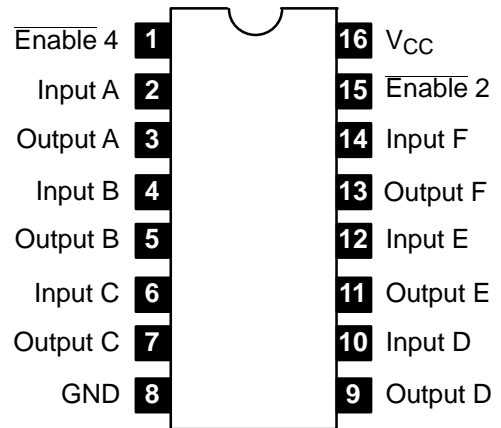 Enable 4 1 16 VCC
Input A 2 15 Enable 2
Output A 3 14 Input F
Input B 4 13 Output F
Output B 5 12 Input E
Input C 6 11 Output E
Output C 7 10 Input D
GND 8 9 Output D